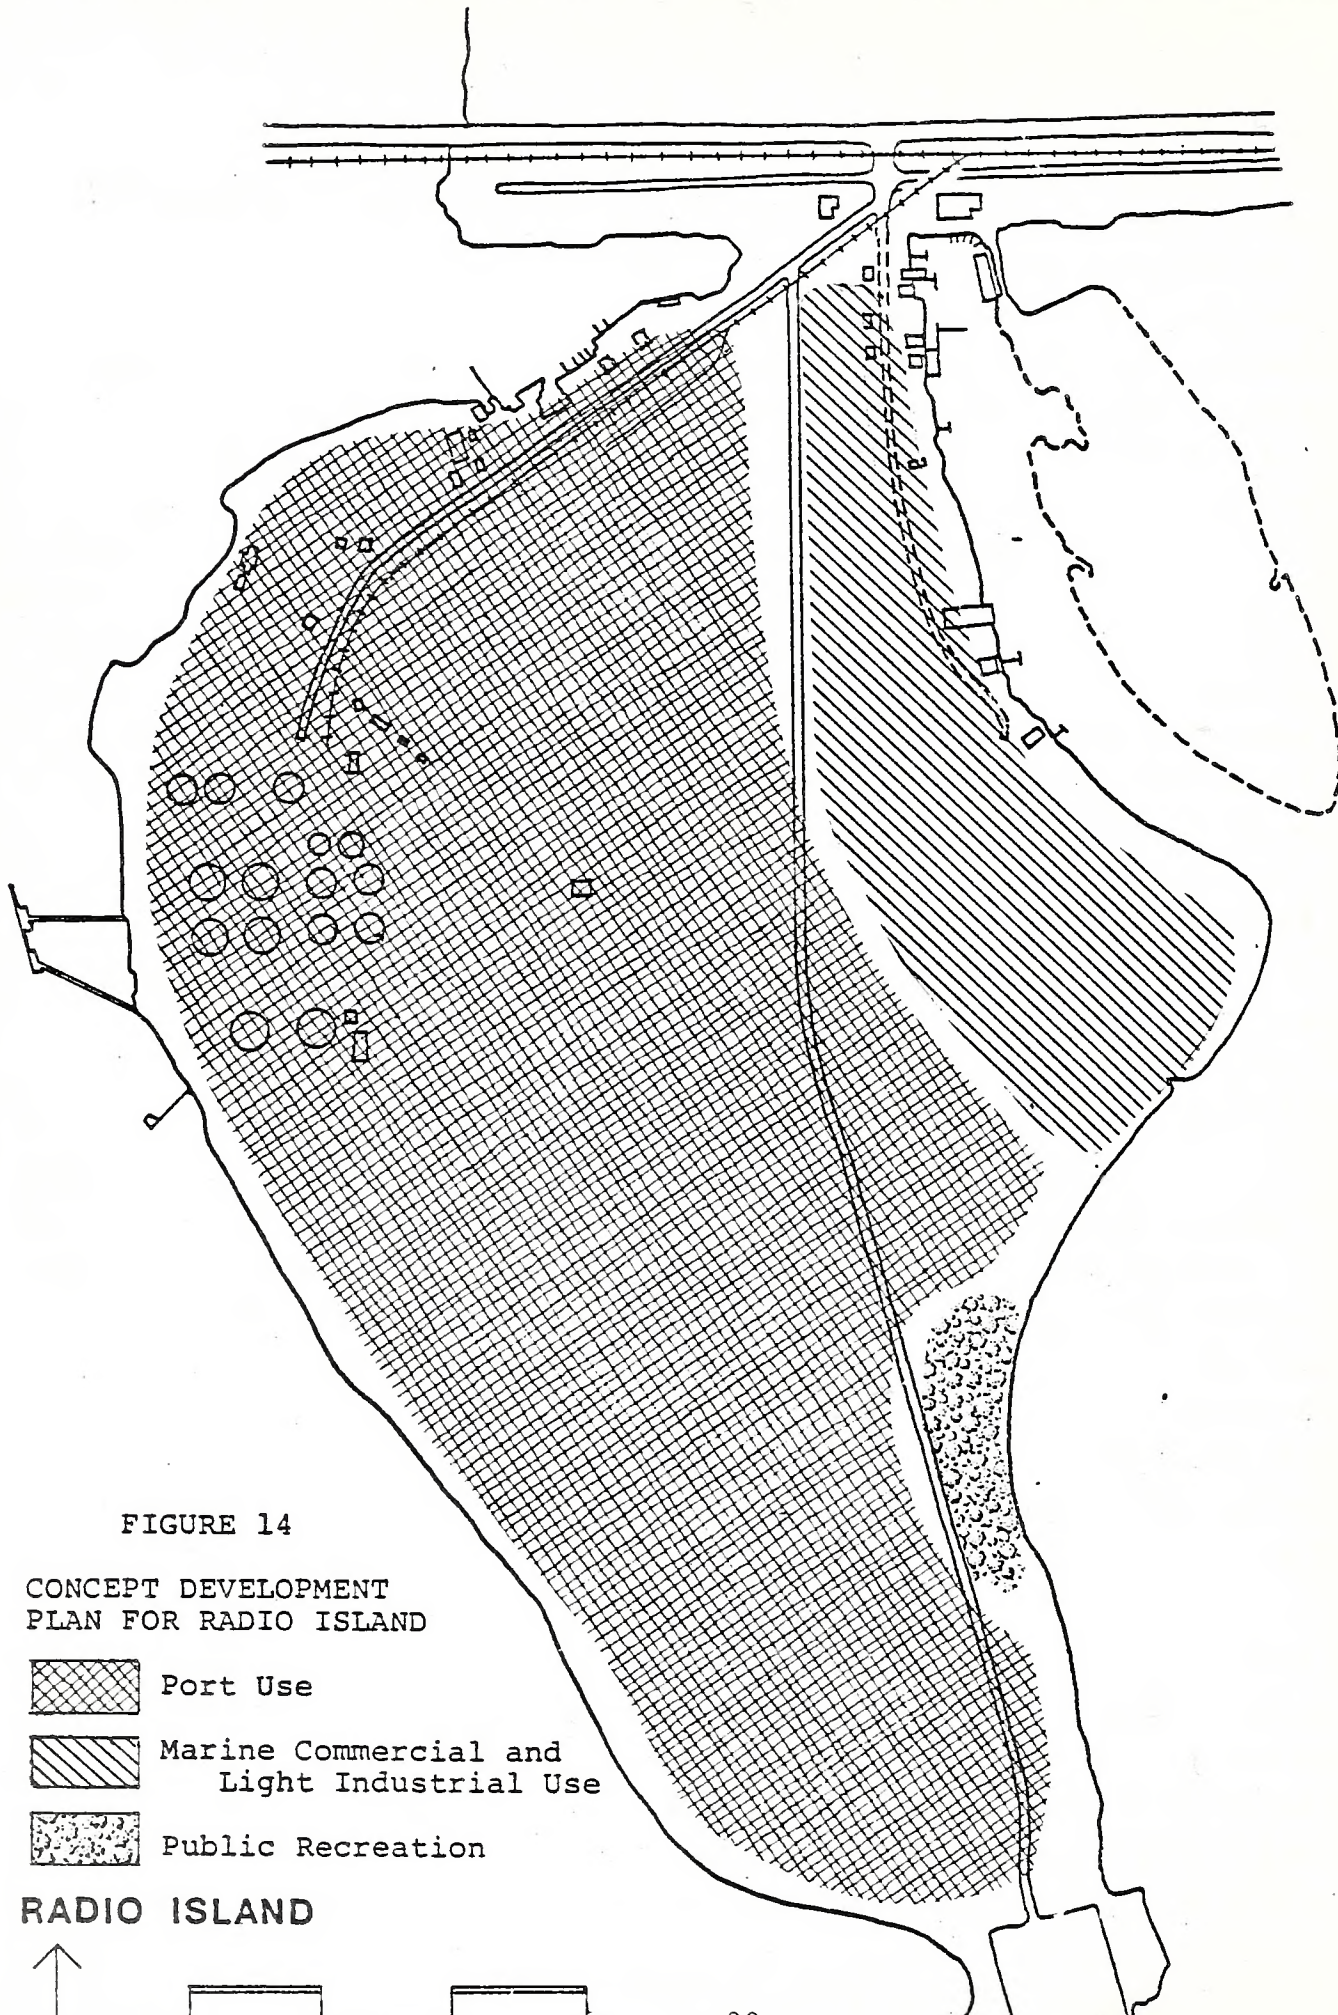 FIGURE 14
CONCEPT DEVELOPMENT
PLAN FOR RADIO ISLAND
Port Use
Marine Commercial and
Light Industrial Use
Public Recreation
RADIO ISLAND